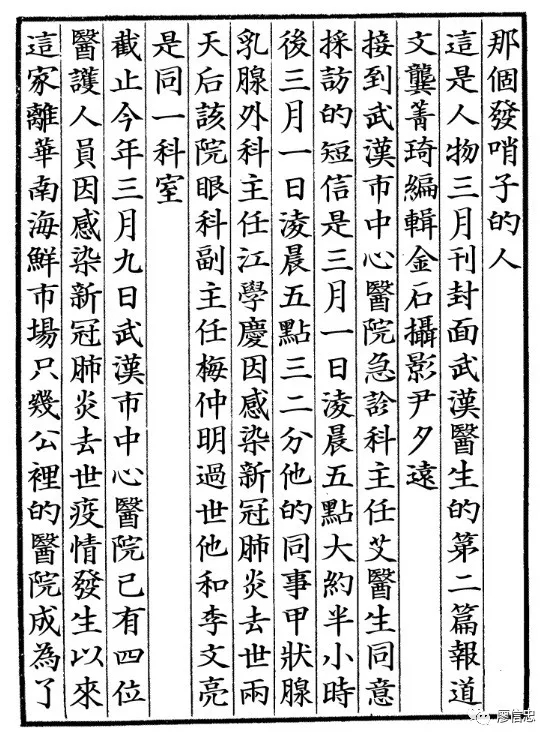 那個發哨子的人
這是人物三月刊封面武漢醫生的第二篇報道
文龔菁琦編輯金石攝影尹夕遠
接到武漢市中心醫院急診科主任艾醫生同意
採訪的短信是三月一日淩晨五點大約半小時
後三月一日淩晨五點三二分他的同事甲狀腺
乳腺外科主任江學慶因感染新冠肺炎去世兩
天后該院眼科副主任梅仲明過世他和李文亮
是同一科室
截止今年三月九日武漢市中心醫院已有四位
醫護人員因感染新冠肺炎去世疫情發生以來
這家離華南海鮮市場只幾公裡的醫院成為了
廖信忠